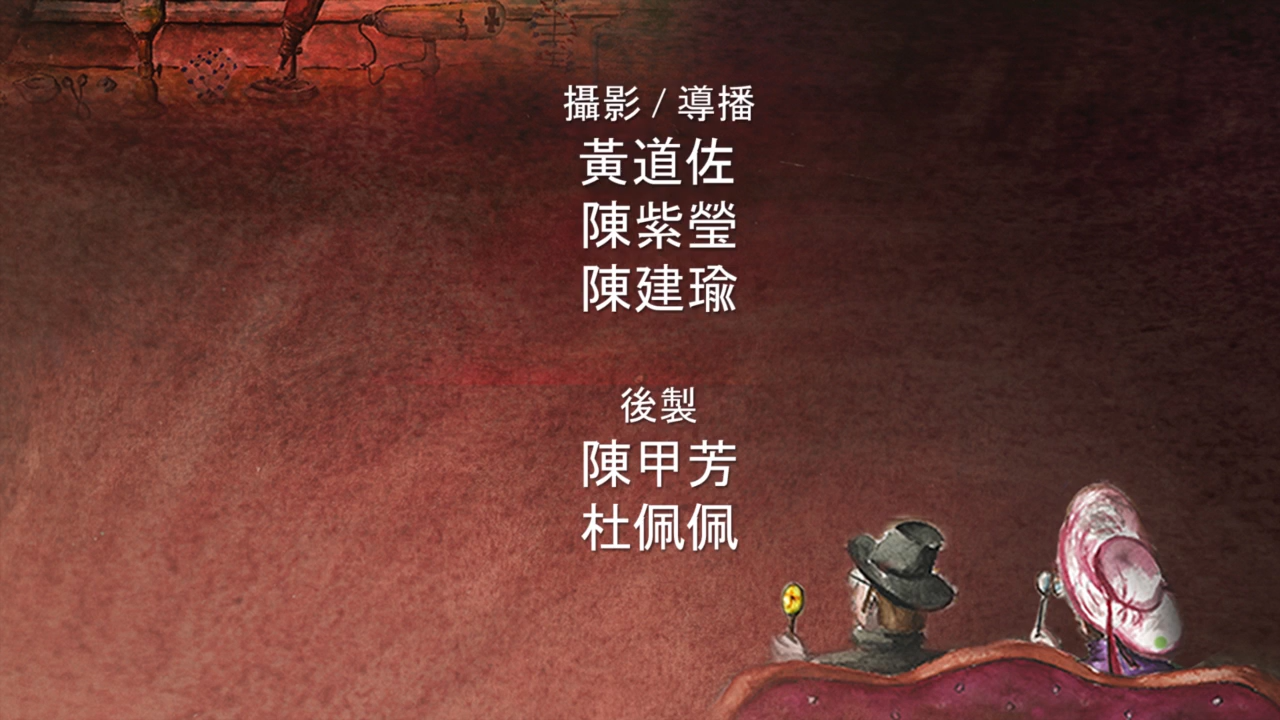 攝影 / 導播
黃道佐
陳紫瑩
陳建瑜
後製
陳甲芳
杜佩佩